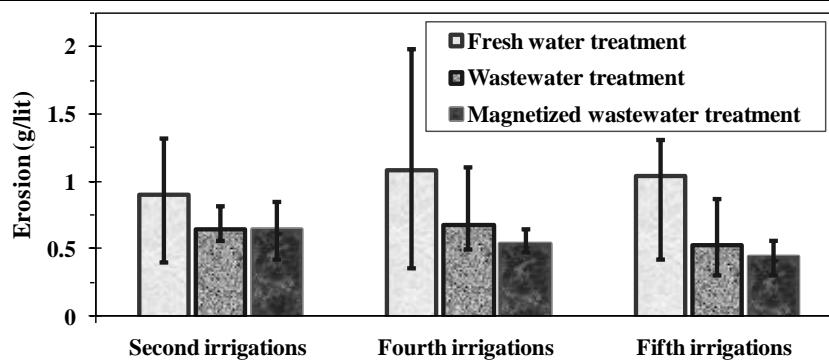 Erosion (g/lit)
2
1.5
1
0.5
0
Fresh water treatment
Wastewater treatment
Magnetized wastewater treatment
Second irrigations
Fourth irrigations
Fifth irrigations